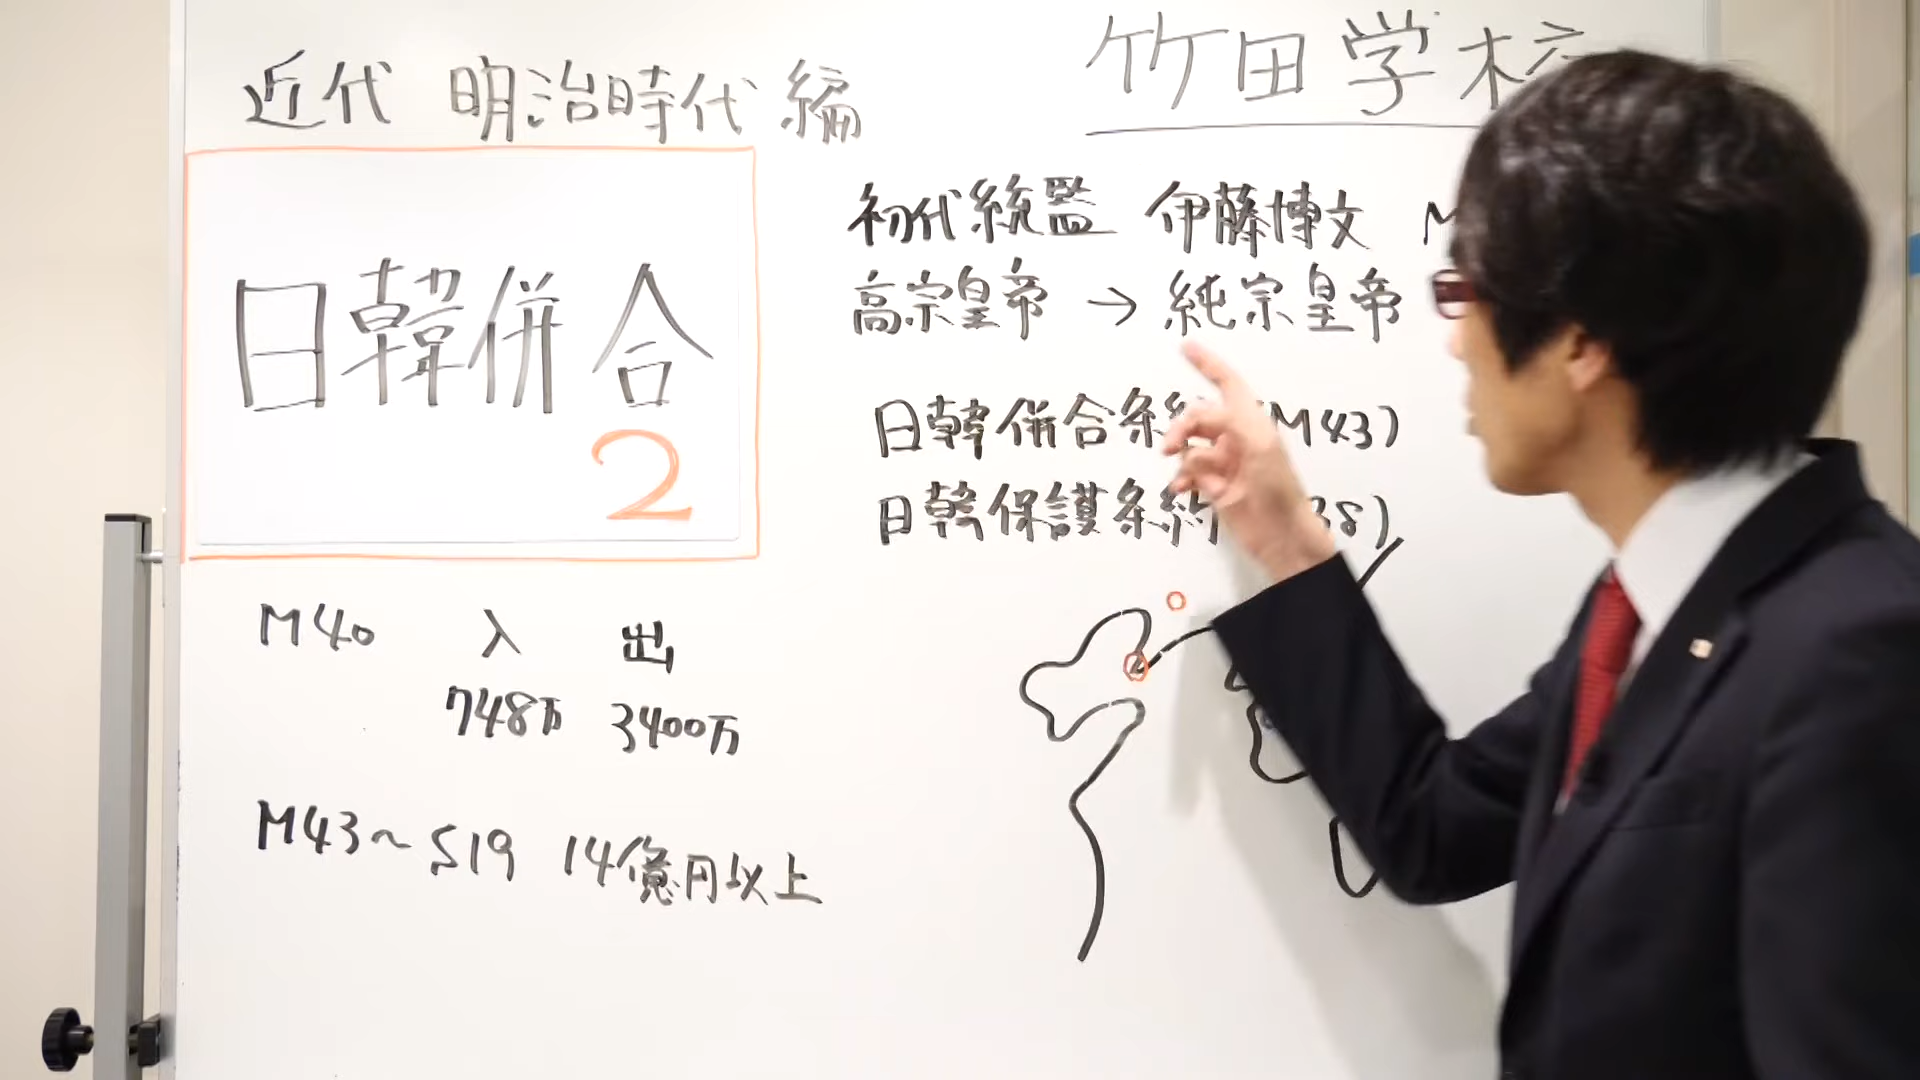 近代 明治時代 編
竹田学校
日韓併合
2
初代統監 伊藤博文 M
高宗皇帝 → 純宗皇帝
日韓併合条約 (M43)
日韓保護条約 38)
M40 入 出
748万 3400万
M43～S19 14億円以上